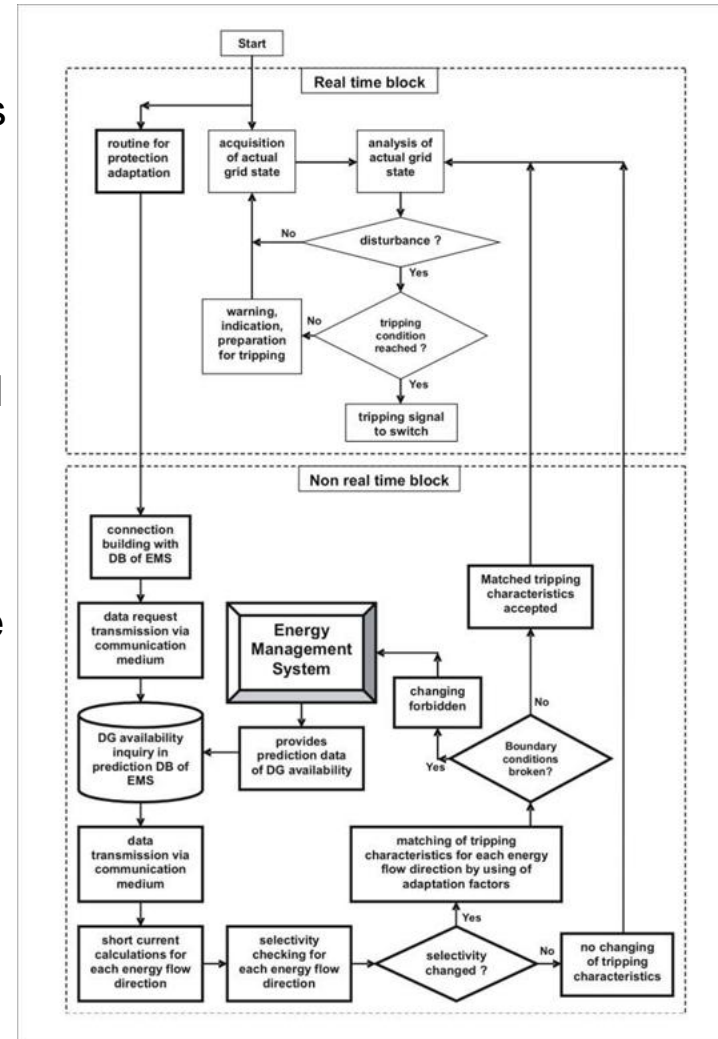 Start
Real time block
routine for
protection
adaptation
acquisition
of actual
grid state
analysis of
actual grid
state
No
disturbance ?
Yes
warning,
indication,
preparation
for tripping
No
tripping
condition
reached ?
Yes
tripping signal
to switch
Non real time block
connection
building with
DB of EMS
data request
transmission via
communication
medium
DG availability
inquiry in
prediction DB of
EMS
Energy
Management
System
provides
prediction data
of DG availability
changing
forbidden
Matched tripping
characteristics
accepted
No
Yes
Boundary
conditions
broken?
data
transmission via
communication
medium
matching of tripping
characteristics for each energy
flow direction by using of
adaptation factors
Yes
short current
calculations for
each energy flow
direction
selectivity
checking for
each energy flow
direction
selectivity
changed ?
No
no changing
of tripping
characteristics